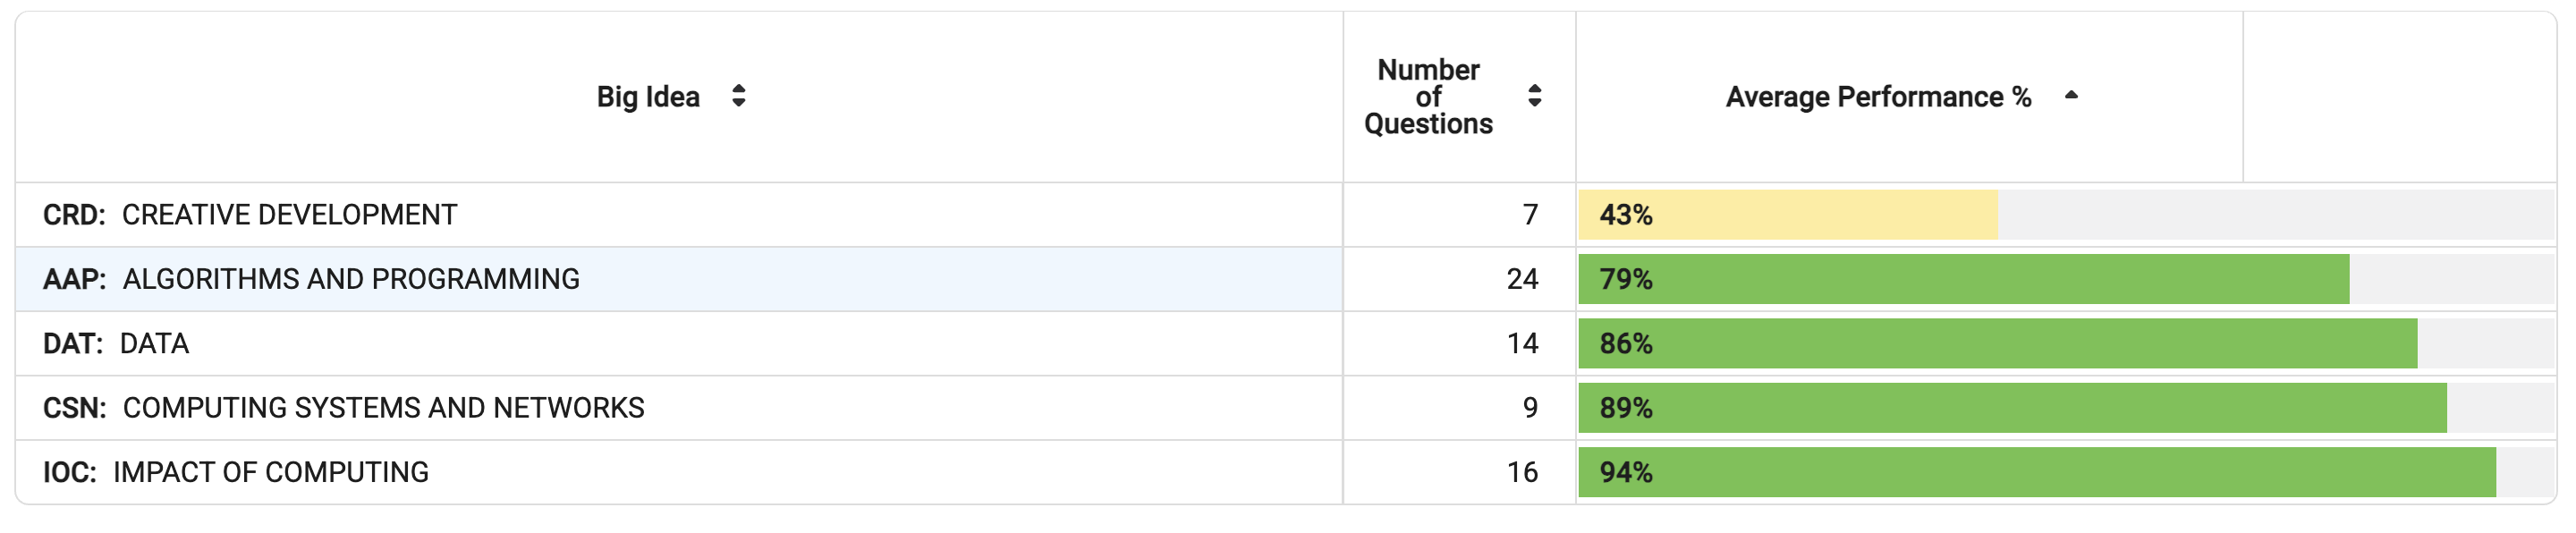 Big Idea
Number
of
Questions
Average Performance %
CRD: CREATIVE DEVELOPMENT 7 43%
AAP: ALGORITHMS AND PROGRAMMING 24 79%
DAT: DATA 14 86%
CSN: COMPUTING SYSTEMS AND NETWORKS 9 89%
IOC: IMPACT OF COMPUTING 16 94%